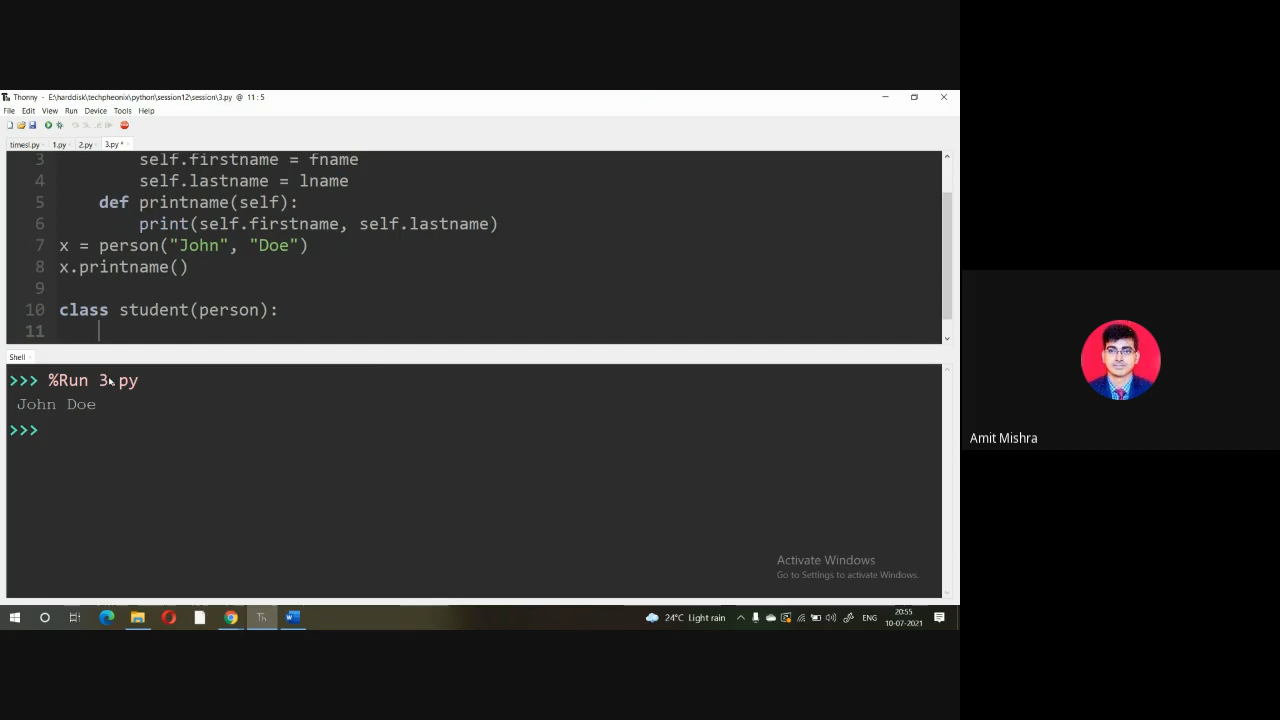 Thonny - E:\harddisk\techpheonix\python\session12\session\3.py @ 11 : 5
File Edit View Run Device Tools Help
times!.py 1.py 2.py 3.py *
3 self.firstname = fname
4 self.lastname = lname
5 def printname(self):
6 print(self.firstname, self.lastname)
7 x = person("John", "Doe")
8 x.printname()
9
10 class student(person):
11
Shell
>>> %Run 3.py
John Doe
>>>
Amit Mishra
Activate Windows
Go to Settings to activate Windows.
Th W 24°C Light rain ENG 20:55
10-07-2021